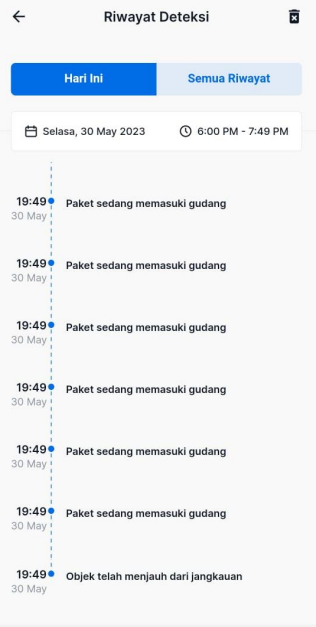 Riwayat Deteksi
Hari Ini
Semua Riwayat
Selasa, 30 May 2023
6:00 PM - 7:49 PM
19:49
Paket sedang memasuki gudang
30 May
19:49
Paket sedang memasuki gudang
30 May
19:49
Paket sedang memasuki gudang
30 May
19:49
Paket sedang memasuki gudang
30 May
19:49
Paket sedang memasuki gudang
30 May
19:49
Paket sedang memasuki gudang
30 May
19:49
Objek telah menjauh dari jangkauan
30 May